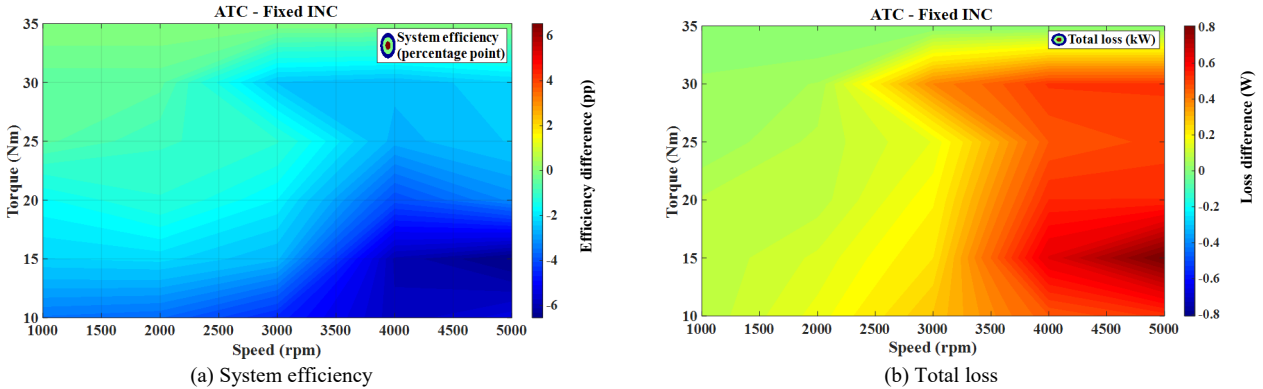 ATC - Fixed INC
35
30
25
20
15
10
Torque (Nm)
System efficiency
(percentage point)
1000 1500 2000 2500 3000 3500 4000 4500 5000
Speed (rpm)
6
4
2
0
-2
-4
-6
Efficiency difference (pp)
(a) System efficiency
ATC - Fixed INC
35
30
25
20
15
10
Torque (Nm)
Total loss (kW)
1000 1500 2000 2500 3000 3500 4000 4500 5000
Speed (rpm)
0.8
0.6
0.4
0.2
0
-0.2
-0.4
-0.6
-0.8
Loss difference (W)
(b) Total loss